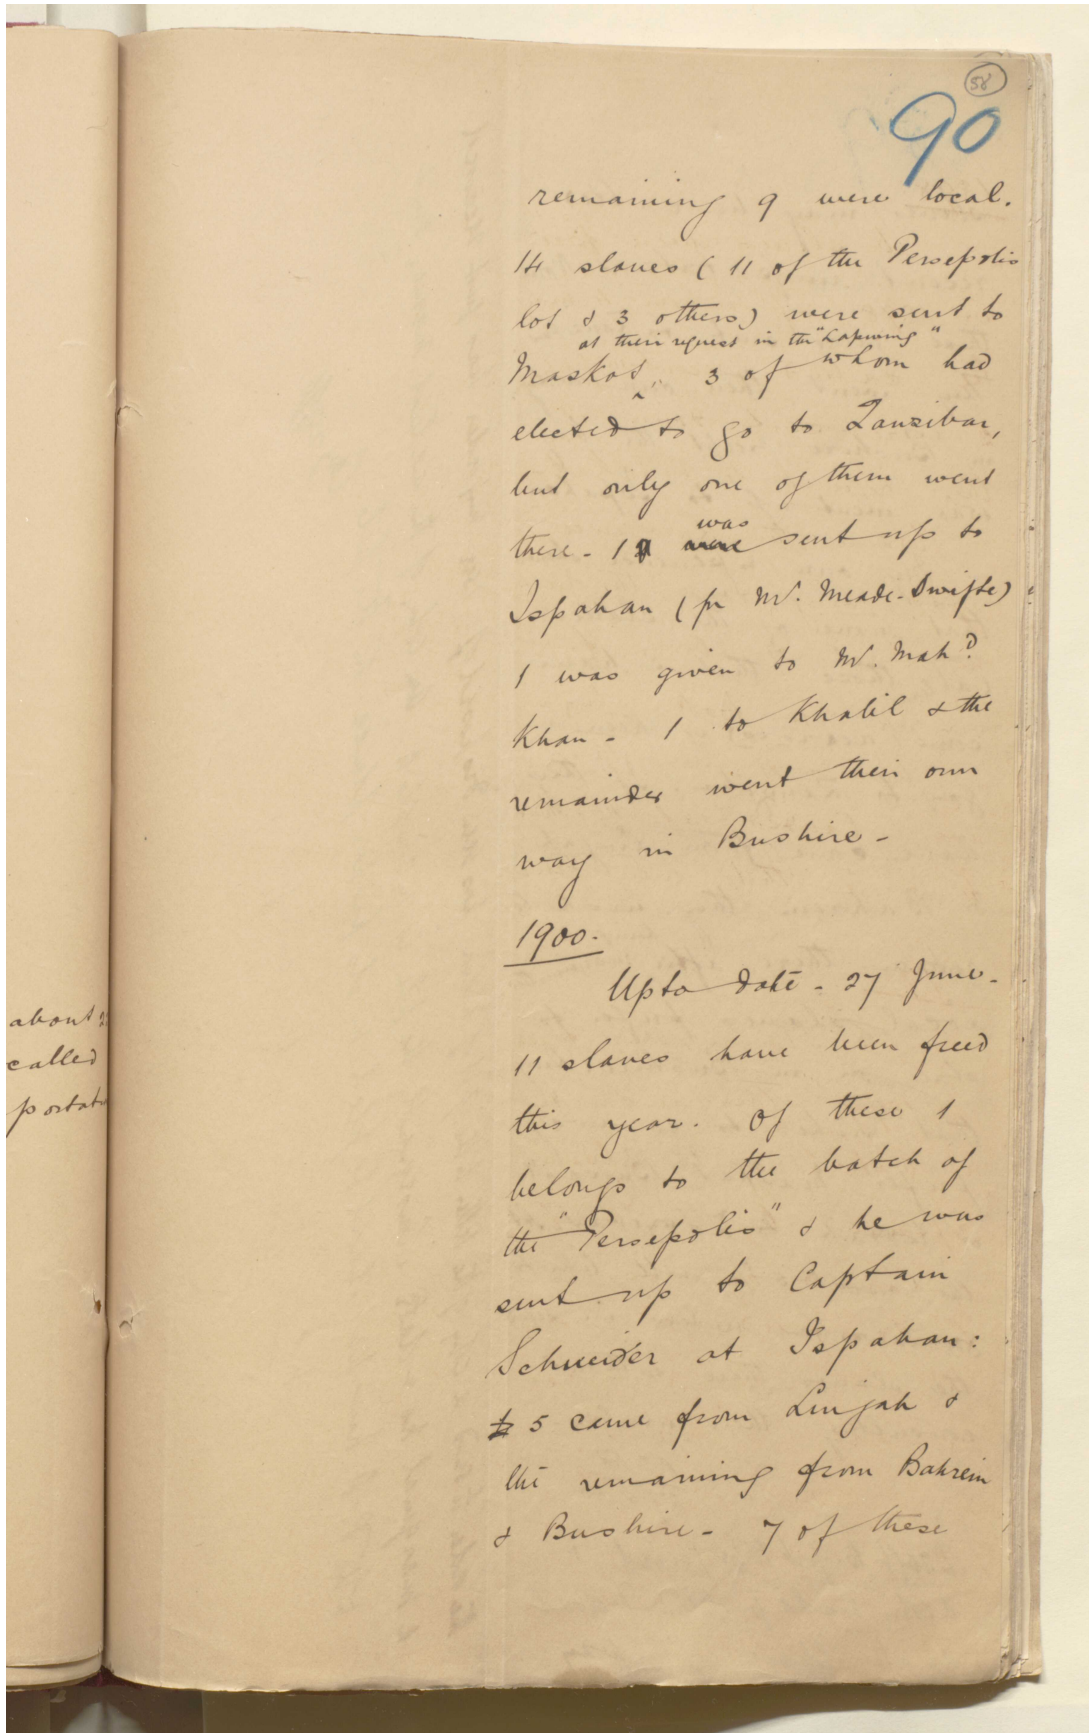 58
90
remaining 9 were local.
14 slaves (11 of the Persepolis
lot & 3 others) were sent to
at their request in the "Lapwing"
Maskat, 3 of whom had
elected to go to Zanzibar,
but only one of them went
there - 1 was sent up to
Ispahan (for Mr. Meade-Swifte)
1 was given to Mr. Mahd.
Khan - 1 to Khalil & the
remainder went their own
way in Bushire -
1900.
Up to date - 27 June -
11 slaves have been freed
this year. Of these 1
belongs to the batch of
the "Persepolis" & he was
sent up to Captain
Schneider at Ispahan:
5 came from Linjah &
the remaining from Bahrein
& Bushire - 7 of these
about
called